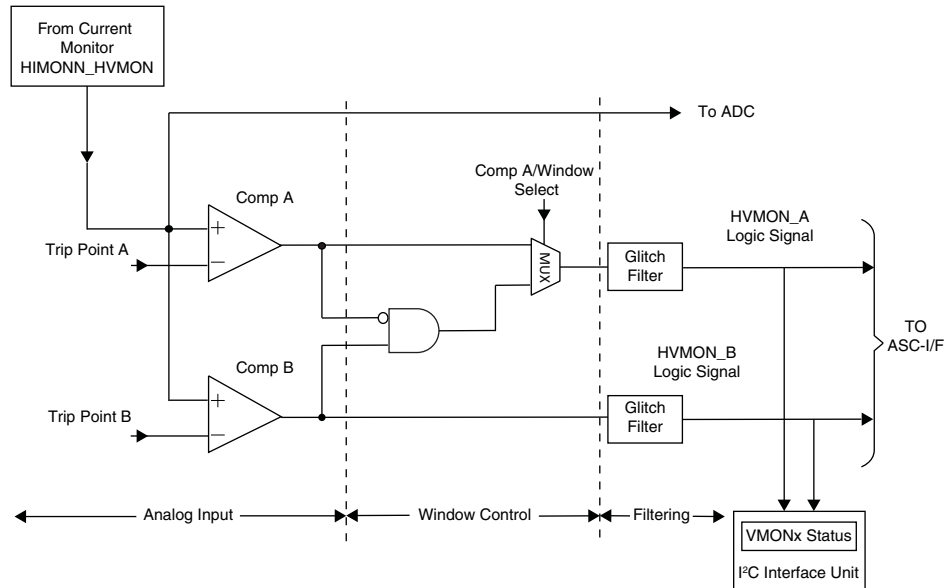 From Current
Monitor
HIMONN_HVMON
To ADC
Comp A/Window
Select
Comp A
HVMON_A
Logic Signal
+
Trip Point A
−
MUX
Glitch
Filter
TO
ASC-I/F
HVMON_B
Logic Signal
Comp B
+
Trip Point B
−
Glitch
Filter
Analog Input
Window Control
Filtering
VMONx Status
I²C Interface Unit